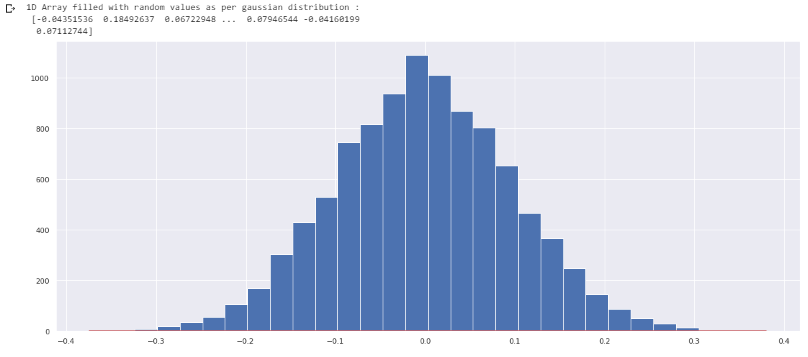 1D Array filled with random values as per gaussian distribution :
[-0.04351536 0.18492637 0.06722948 ... 0.07946544 -0.04160199
0.07112744]
1000
800
600
400
200
0
−0.4 −0.3 −0.2 −0.1 0.0 0.1 0.2 0.3 0.4